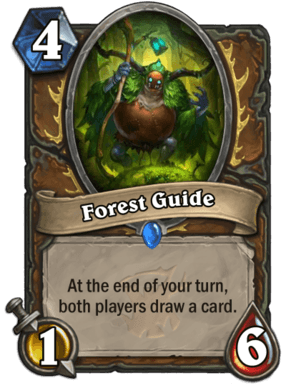 4
Forest Guide
At the end of your turn,
both players draw a card.
1
6